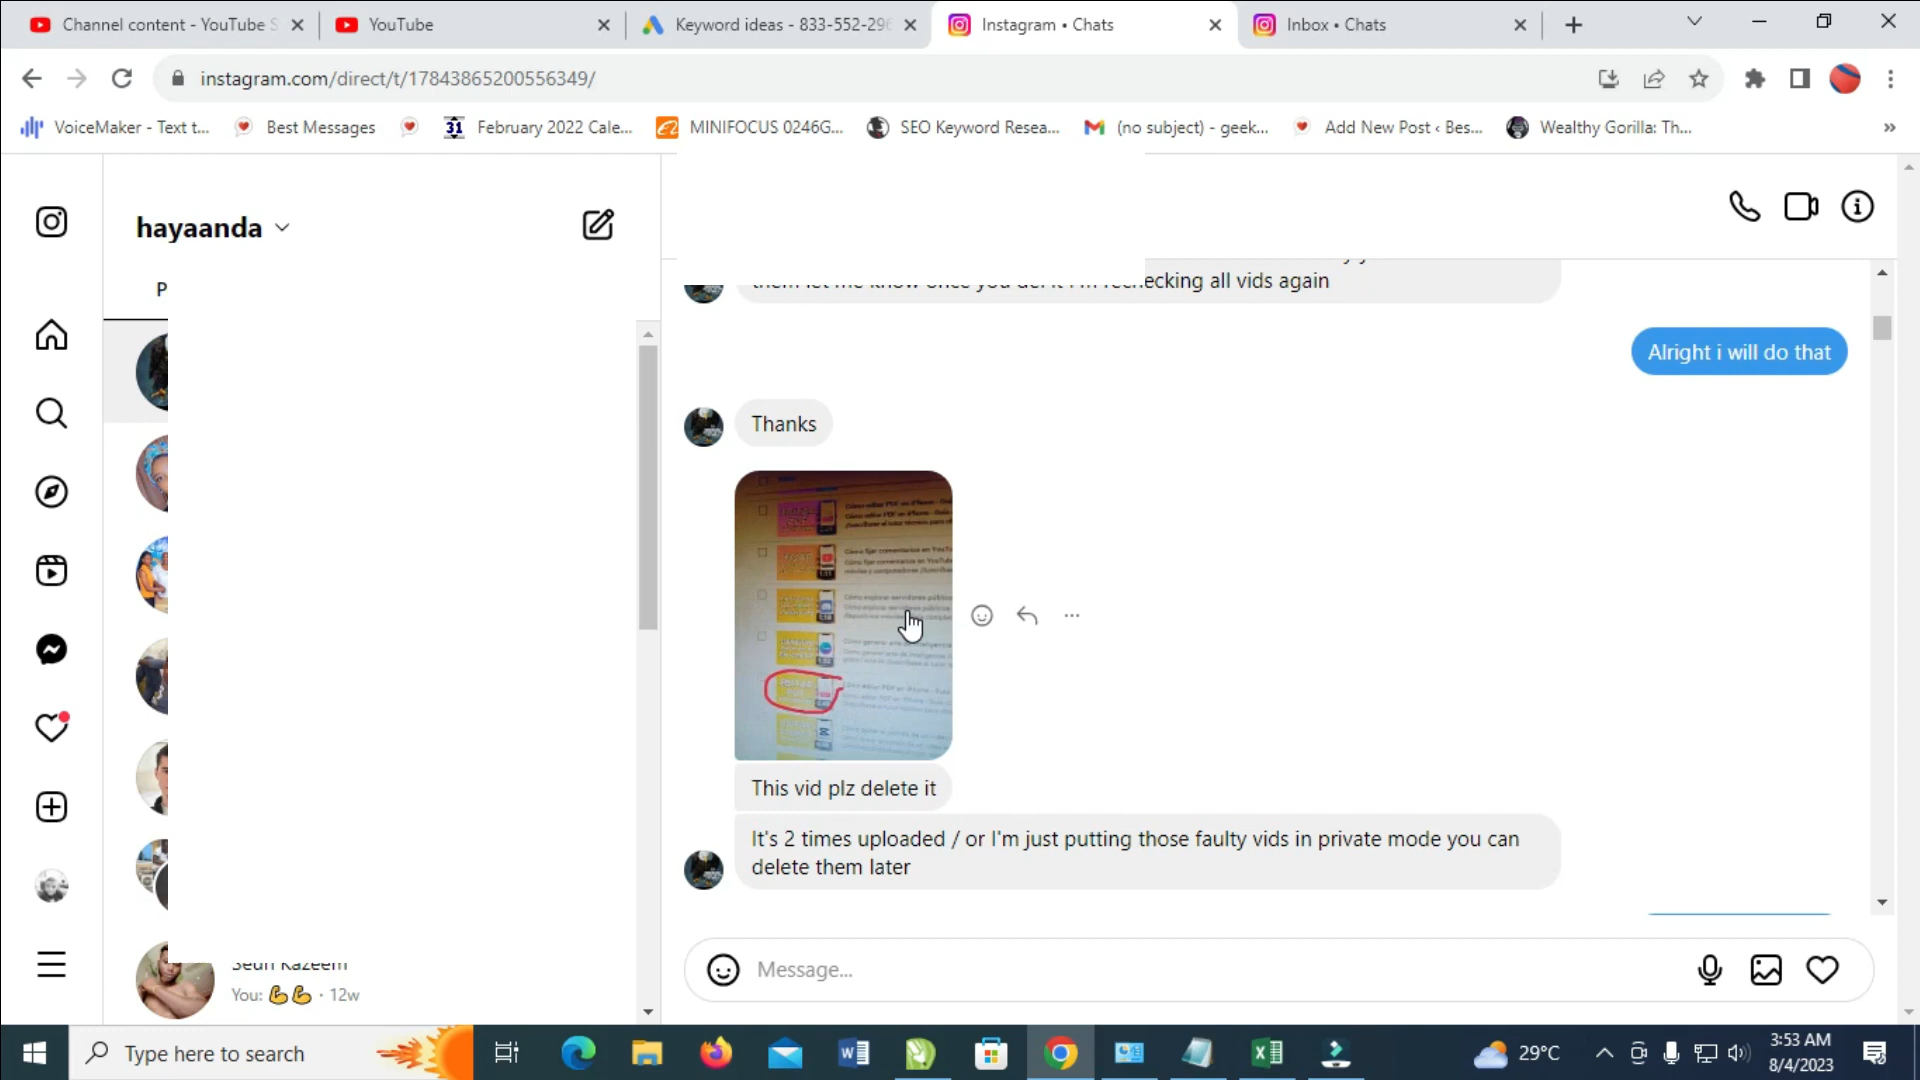 Channel content - YouTube S
YouTube
Keyword ideas - 833-552-296
Instagram • Chats
Inbox • Chats
instagram.com/direct/t/17843865200556349/
VoiceMaker - Text t...
Best Messages
31
February 2022 Cale...
MINIFOCUS 0246G...
SEO Keyword Resea...
(no subject) - geek...
Add New Post ‹ Bes...
Wealthy Gorilla: Th...
»
hayaanda
P
them let me know once you del it I'm rechecking all vids again
Alright i will do that
Thanks
This vid plz delete it
It's 2 times uploaded / or I'm just putting those faulty vids in private mode you can
delete them later
Seun Kazeem
You: 💪💪 · 12w
Message...
Type here to search
29°C
3:53 AM
8/4/2023